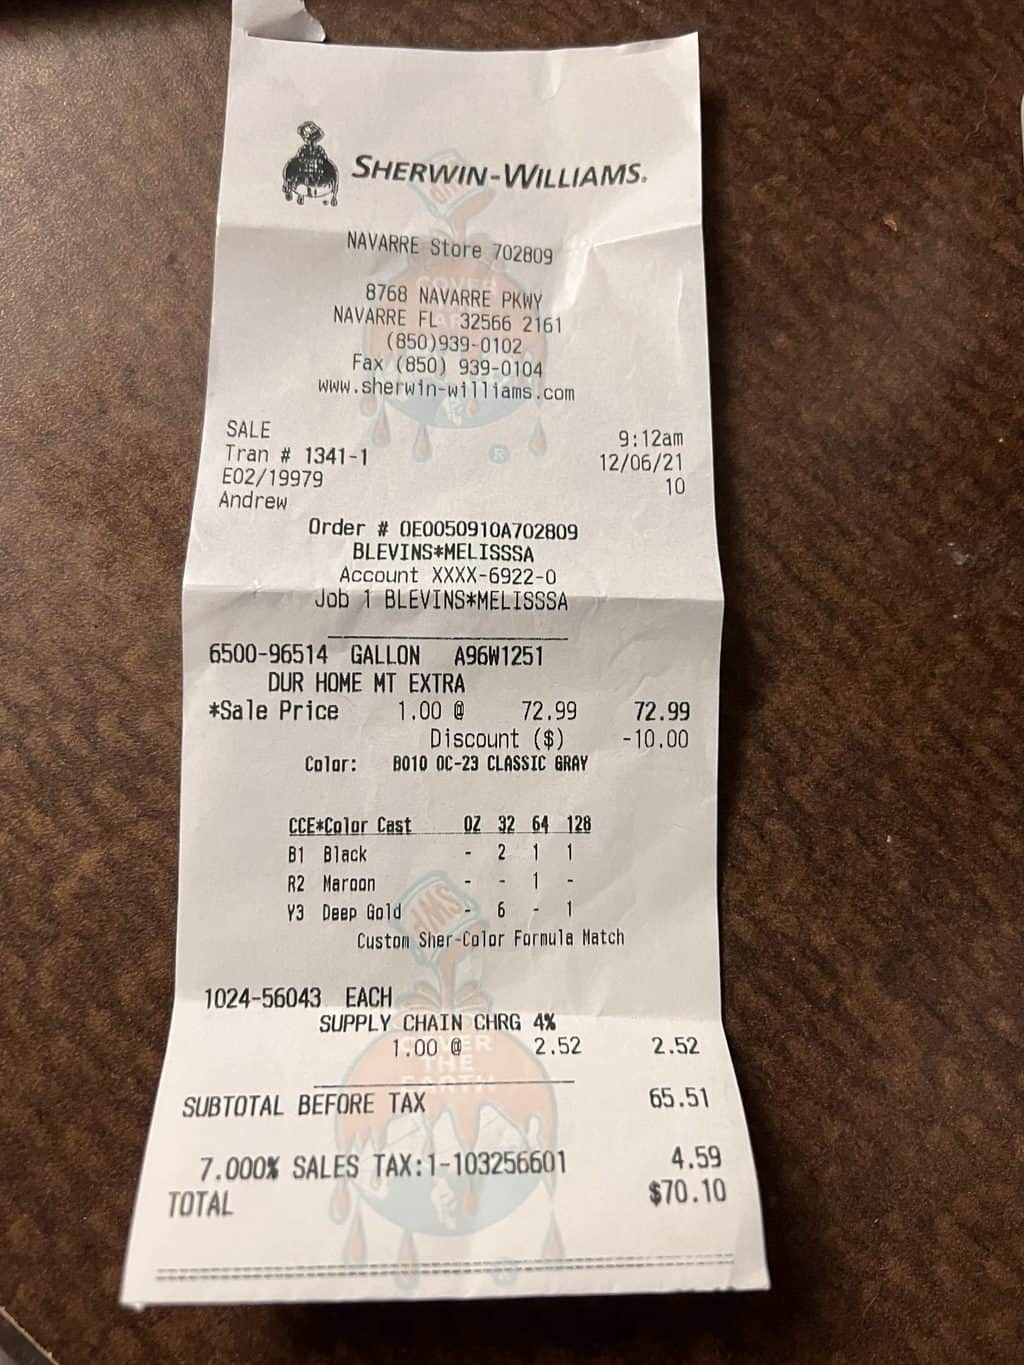 SHERWIN-WILLIAMS.
NAVARRE Store 702809
8768 NAVARRE PKWY
NAVARRE FL 32566 2161
(850)939-0102
Fax (850) 939-0104
www.sherwin-williams.com
SALE 9:12am
Tran # 1341-1 12/06/21
E02/19979 10
Andrew
Order # OE0050910A702809
BLEVINS*MELISSSA
Account XXXX-6922-0
Job 1 BLEVINS*MELISSSA
6500-96514 GALLON A96W1251
DUR HOME MT EXTRA
*Sale Price 1.00 @ 72.99 72.99
Discount ($) -10.00
Color: BO10 OC-23 CLASSIC GRAY
CCE*Color Cast OZ 32 64 128
B1 Black - 2 1 1
R2 Maroon - - 1 -
Y3 Deep Gold - 6 - 1
Custom Sher-Color Formula Match
1024-56043 EACH
SUPPLY CHAIN CHRG 4%
1.00 @ 2.52 2.52
SUBTOTAL BEFORE TAX 65.51
7.000% SALES TAX:1-103256601 4.59
TOTAL $70.10